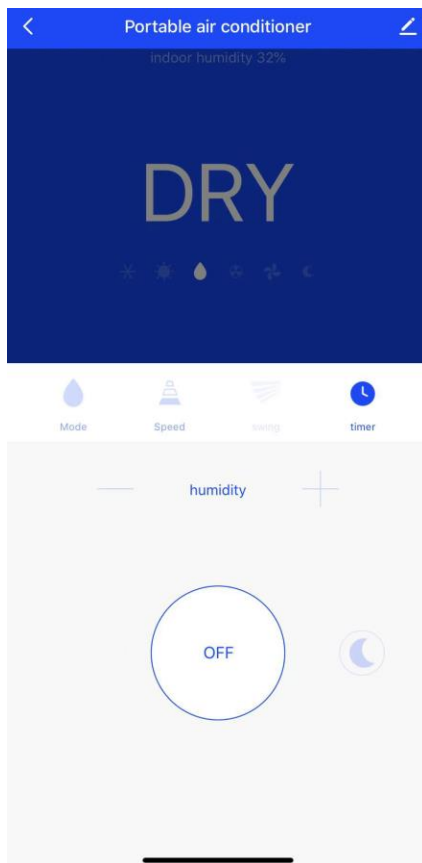 Portable air conditioner
indoor humidity 32%
DRY
Mode Speed swing timer
humidity
OFF